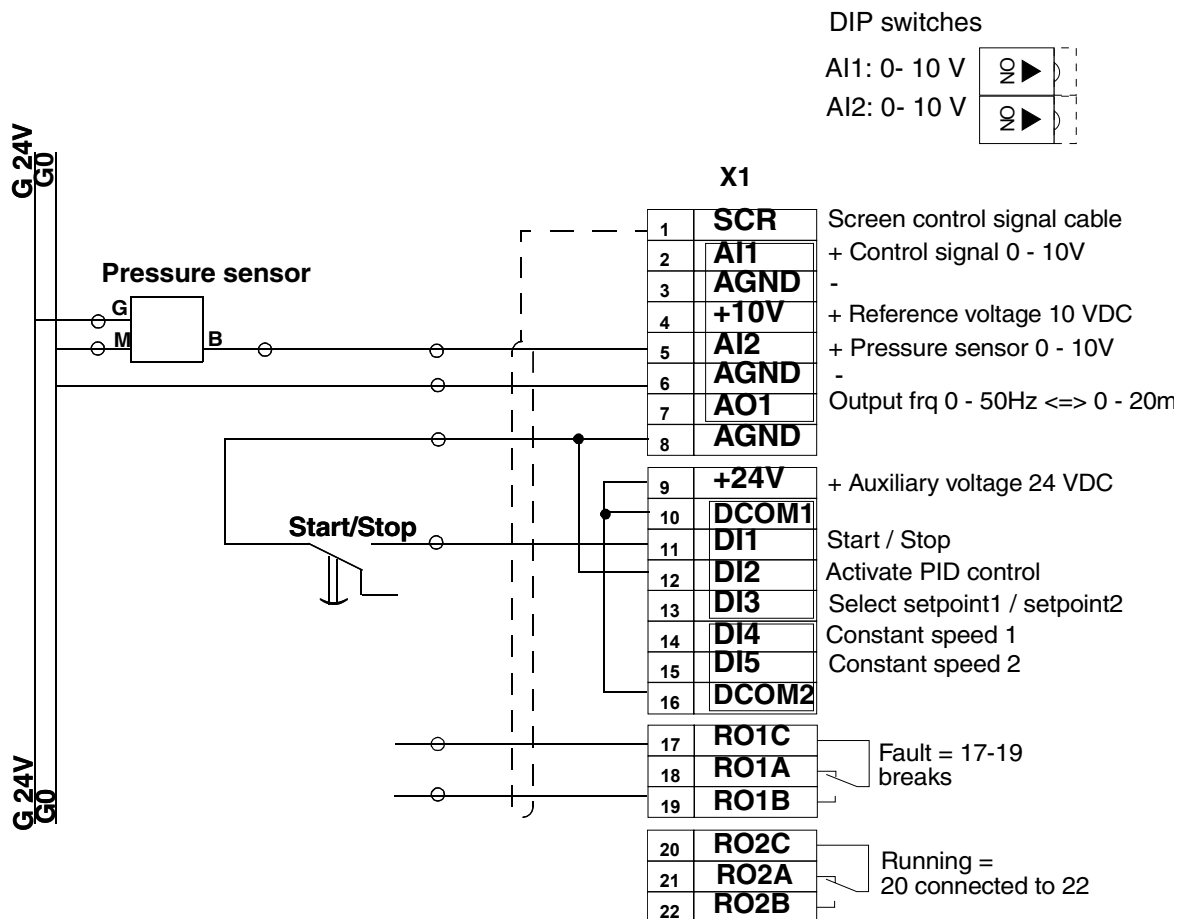 DIP switches
AI1: 0- 10 V
ON
AI2: 0- 10 V
ON
G 24V
G0
X1
1 SCR Screen control signal cable
2 AI1 + Control signal 0 - 10V
3 AGND -
4 +10V + Reference voltage 10 VDC
5 AI2 + Pressure sensor 0 - 10V
6 AGND -
7 AO1 Output frq 0 - 50Hz <=> 0 - 20m
8 AGND
Pressure sensor
G
M
B
9 +24V + Auxiliary voltage 24 VDC
10 DCOM1
11 DI1 Start / Stop
12 DI2 Activate PID control
13 DI3 Select setpoint1 / setpoint2
14 DI4 Constant speed 1
15 DI5 Constant speed 2
16 DCOM2
Start/Stop
17 RO1C
18 RO1A
19 RO1B
Fault = 17-19
breaks
G 24V
G0
20 RO2C
21 RO2A
22 RO2B
Running =
20 connected to 22